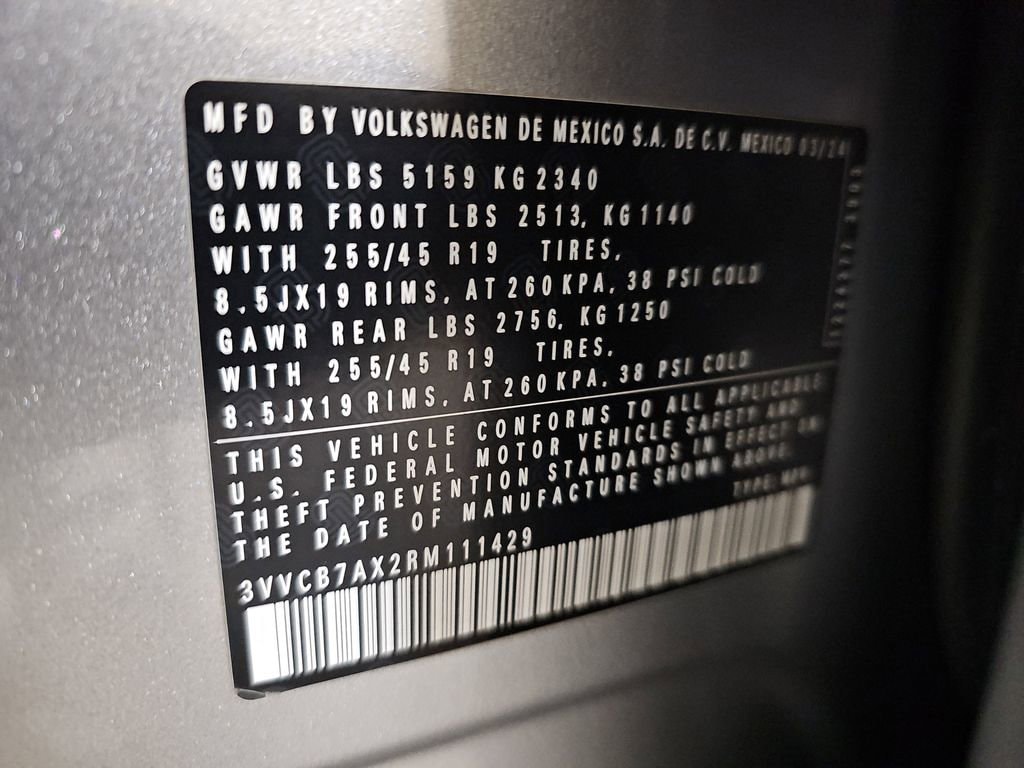 MFD BY VOLKSWAGEN DE MEXICO S.A. DE C.V. MEXICO 03/24
GVWR LBS 5159 KG 2340
GAWR FRONT LBS 2513, KG 1140
WITH 255/45 R19 TIRES,
8.5JX19 RIMS, AT 260 KPA, 38 PSI COLD
GAWR REAR LBS 2756, KG 1250
WITH 255/45 R19 TIRES,
8.5JX19 RIMS, AT 260 KPA, 38 PSI COLD
THIS VEHICLE CONFORMS TO ALL APPLICABLE
U.S. FEDERAL MOTOR VEHICLE SAFETY AND
THEFT PREVENTION STANDARDS IN EFFECT ON
THE DATE OF MANUFACTURE SHOWN ABOVE.
TYPE:
3VVCB7AX2RM111429